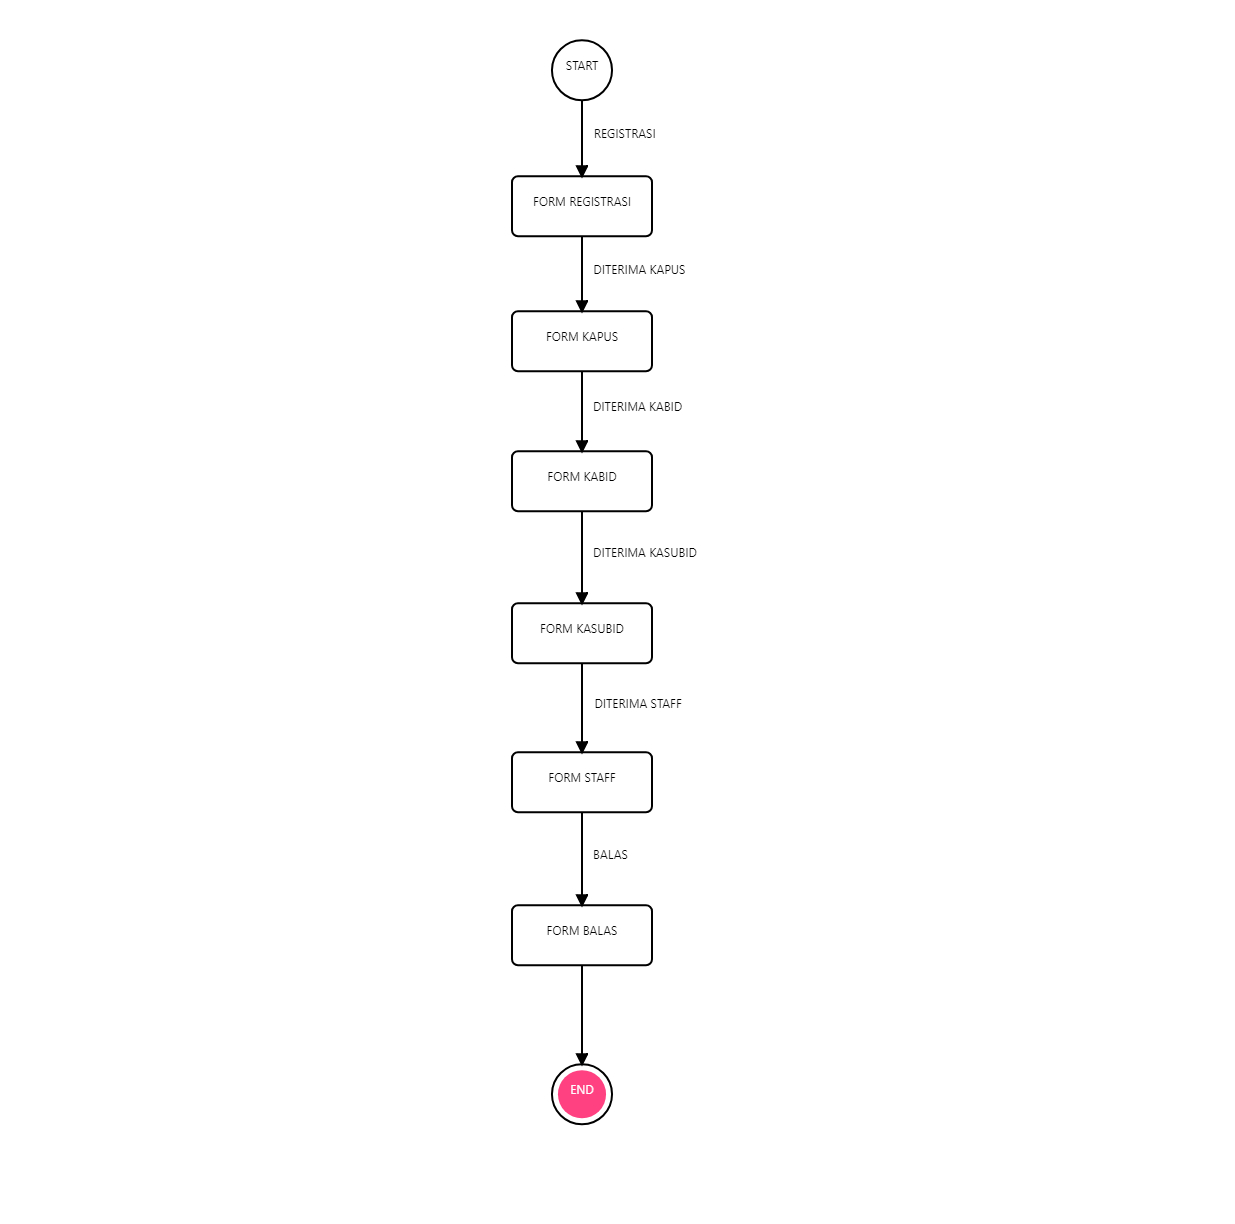 START
REGISTRASI
FORM REGISTRASI
DITERIMA KAPUS
FORM KAPUS
DITERIMA KABID
FORM KABID
DITERIMA KASUBID
FORM KASUBID
DITERIMA STAFF
FORM STAFF
BALAS
FORM BALAS
END